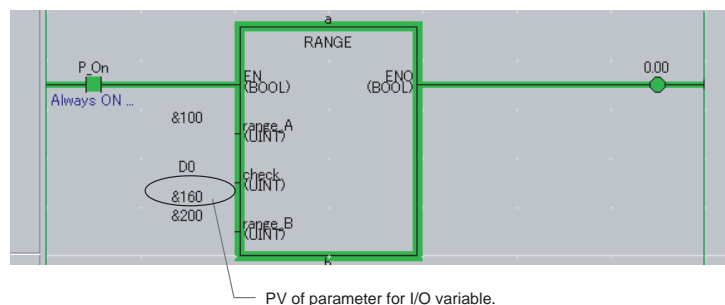 a
RANGE
P_On
EN
(BOOL)
ENO
(BOOL)
0.00
Always ON ...
&100
range_A
(UINT)
D0
check
(UINT)
&160
&200
range_B
(UINT)
PV of parameter for I/O variable.